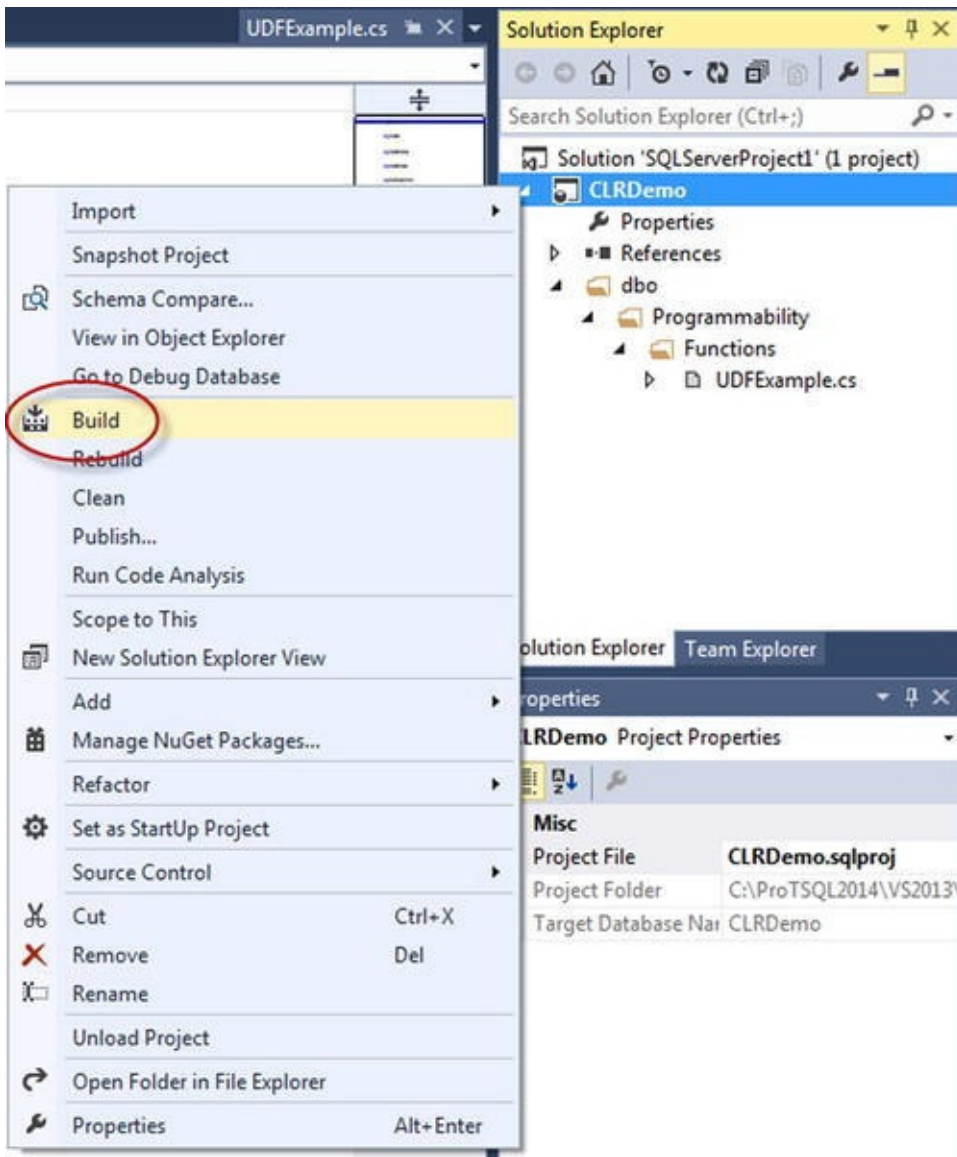 UDFExample.cs
Solution Explorer
Search Solution Explorer (Ctrl+;)
Solution 'SQLServerProject1' (1 project)
CLRDemo
Properties
References
dbo
Programmability
Functions
UDFExample.cs
Import
Snapshot Project
Schema Compare...
View in Object Explorer
Go to Debug Database
Build
Rebuild
Clean
Publish...
Run Code Analysis
Scope to This
New Solution Explorer View
Add
Manage NuGet Packages...
Refactor
Set as StartUp Project
Source Control
Cut Ctrl+X
Remove Del
Rename
Unload Project
Open Folder in File Explorer
Properties Alt+Enter
olution Explorer Team Explorer
roperties
LRDemo Project Properties
Misc
Project File CLRDemo.sqlproj
Project Folder C:\ProTSQL2014\VS2013\
Target Database Nar CLRDemo